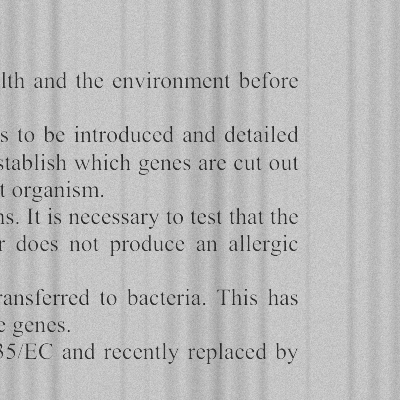 lth and the environment before
s to be introduced and detailed
stablish which genes are cut out
t organism.
ns. It is necessary to test that the
r does not produce an allergic
ransferred to bacteria. This has
e genes.
35/EC and recently replaced by